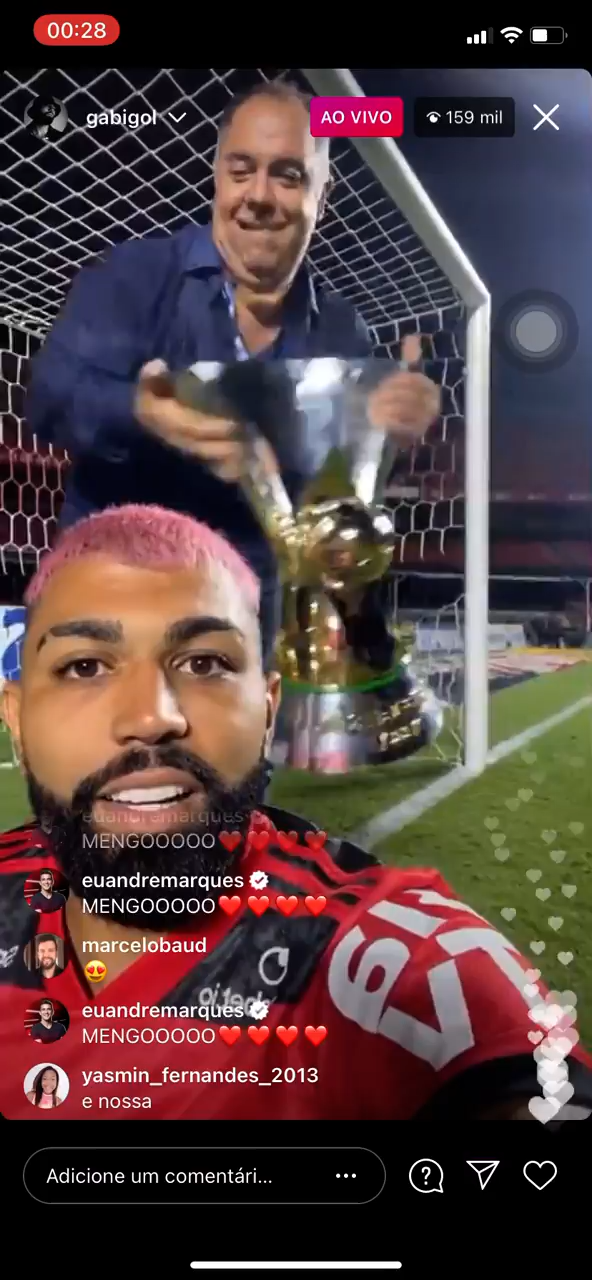 00:28
gabigol
AO VIVO
159 mil
euandremarques
MENGOOOOO❤️❤️❤️❤️
euandremarques
MENGOOOOO❤️❤️❤️❤️
marcelobaud
😍
euandremarques
MENGOOOOO❤️❤️❤️❤️
yasmin_fernandes_2013
e nossa
Adicione um comentári...